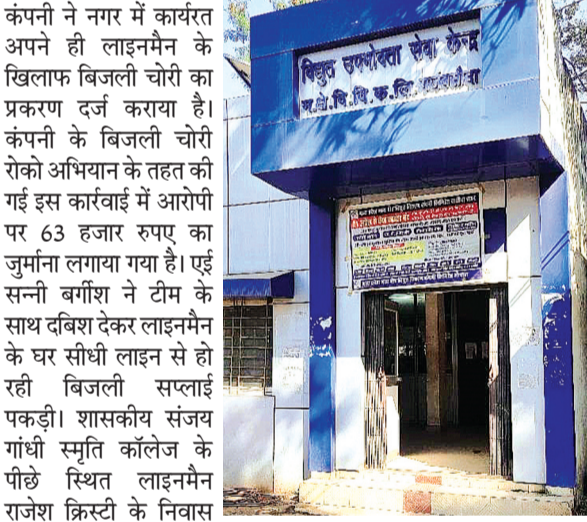 कंपनी ने नगर में कार्यरत
अपने ही लाइनमैन के
खिलाफ बिजली चोरी का
प्रकरण दर्ज कराया है।
कंपनी के बिजली चोरी
रोको अभियान के तहत की
गई इस कार्रवाई में आरोपी
पर 63 हजार रुपए का
जुर्माना लगाया गया है। एई
सन्नी बर्गीश ने टीम के
साथ दबिश देकर लाइनमैन
के घर सीधी लाइन से हो
रही बिजली सप्लाई
पकड़ी। शासकीय संजय
गांधी स्मृति कॉलेज के
पीछे स्थित लाइनमैन
राजेश क्रिस्टी के निवास
विद्युत उपभोक्ता सेवा केन्द्र
म.क्षे.वि.वि.क.लि.